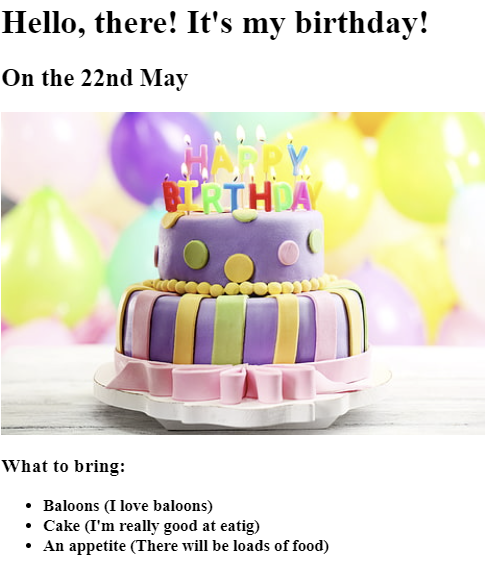 Hello, there! It's my birthday!
On the 22nd May
HAPPY
BIRTHDAY
What to bring:
• Baloons (I love baloons)
• Cake (I'm really good at eatig)
• An appetite (There will be loads of food)